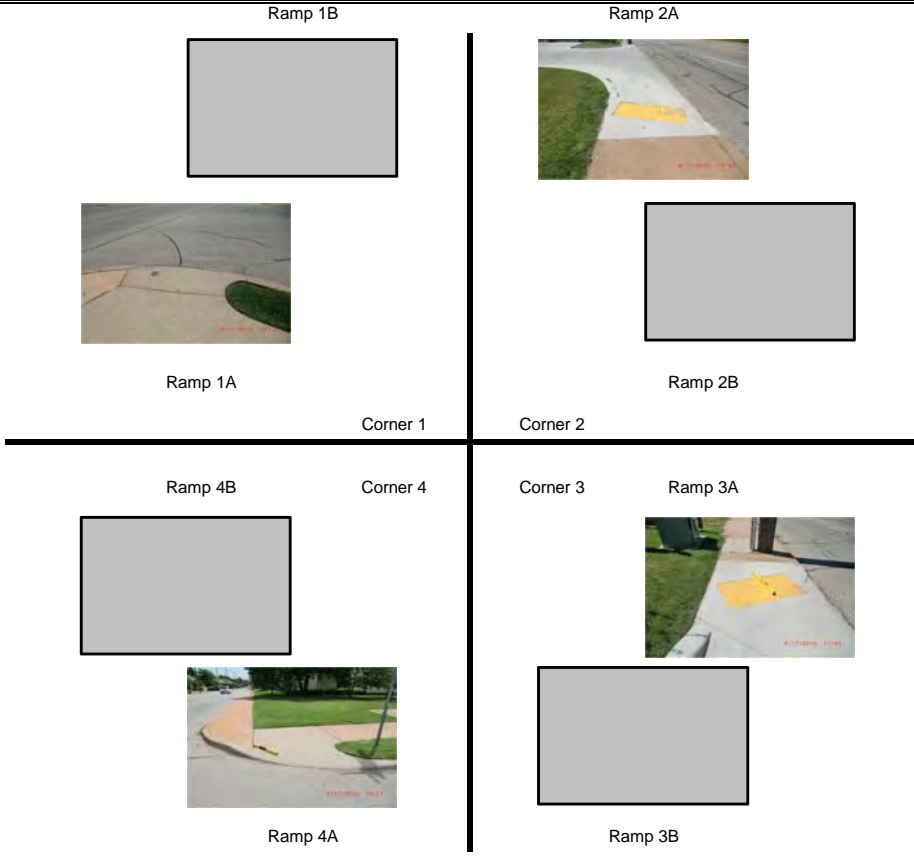 Ramp 1B
Ramp 2A
Ramp 1A
Ramp 2B
Corner 1
Corner 2
Ramp 4B
Corner 4
Corner 3
Ramp 3A
Ramp 4A
Ramp 3B